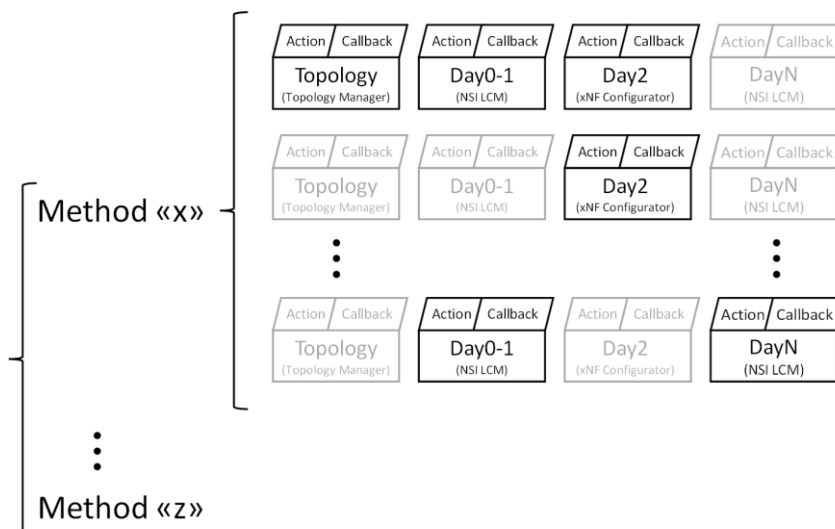 Action Callback Action Callback Action Callback Action Callback
Topology Day0-1 Day2 DayN
(Topology Manager) (NSI LCM) (xNF Configurator) (NSI LCM)
Action Callback Action Callback Action Callback Action Callback
Topology Day0-1 Day2 DayN
(Topology Manager) (NSI LCM) (xNF Configurator) (NSI LCM)
Method «x»
Action Callback Action Callback Action Callback Action Callback
Topology Day0-1 Day2 DayN
(Topology Manager) (NSI LCM) (xNF Configurator) (NSI LCM)
Method «z»